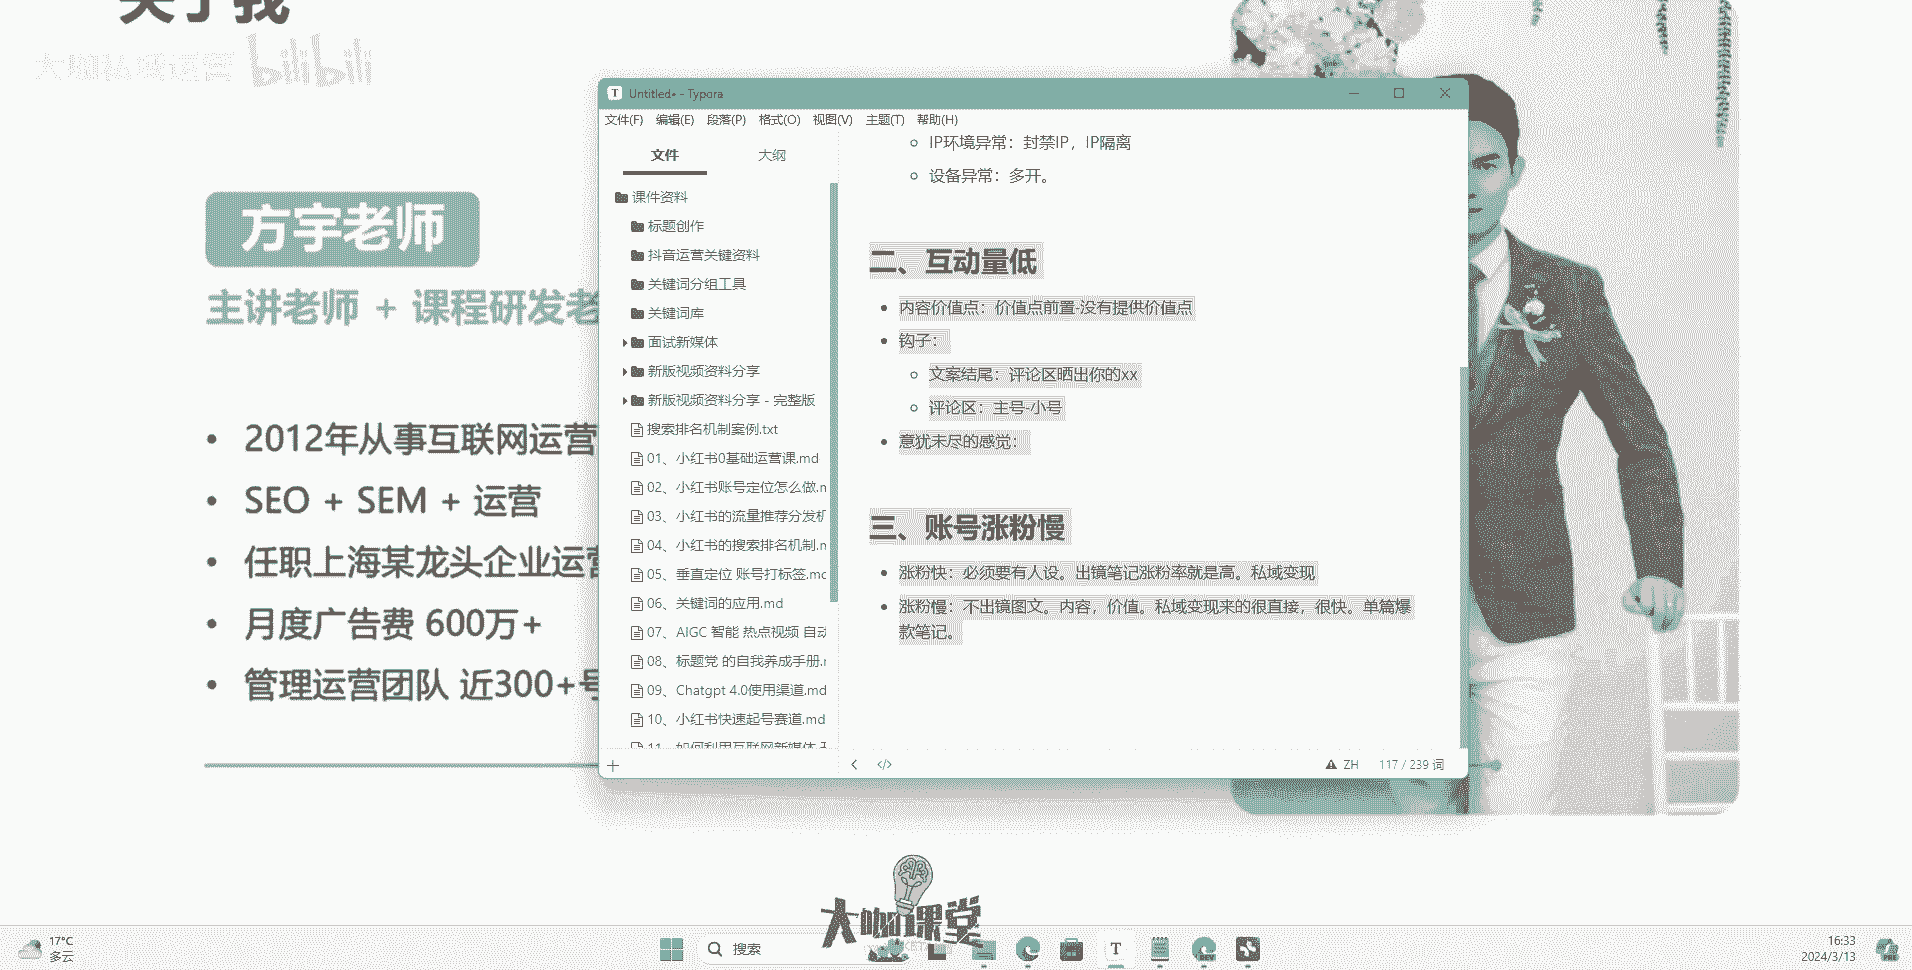 关于我
大咖私域运营 bilibili
方宇老师
主讲老师 + 课程研发老
2012年从事互联网运营
SEO + SEM + 运营
任职上海某龙头企业运营
月度广告费 600万+
管理运营团队 近300+号
Untitled• - Typora
文件(F) 编辑(E) 段落(P) 格式(O) 视图(V) 主题(T) 帮助(H)
文件 大纲
课件资料
标题创作
抖音运营关键资料
关键词分组工具
关键词库
面试新媒体
新版视频资料分享
新版视频资料分享 - 完整版
搜索排名机制案例.txt
01、小红书0基础运营课.md
02、小红书账号定位怎么做.m
03、小红书的流量推荐分发机
04、小红书的搜索排名机制.m
05、垂直定位 账号打标签.mc
06、关键词的应用.md
07、AIGC 智能 热点视频 自动
08、标题党 的自我养成手册.r
09、Chatgpt 4.0使用渠道.md
10、小红书快速起号赛道.md
11、如何利用互联网新媒体
IP环境异常：封禁IP，IP隔离
设备异常：多开。
二、互动量低
内容价值点：价值点前置-没有提供价值点
钩子：
文案结尾：评论区晒出你的xx
评论区：主号-小号
意犹未尽的感觉：
三、账号涨粉慢
涨粉快：必须要有人设。出镜笔记涨粉率就是高。私域变现
涨粉慢：不出镜图文。内容，价值。私域变现来的很直接，很快。单篇爆
款笔记。
ZH 117 / 239 词
大咖课堂
17°C
多云
搜索
16:33
2024/3/13